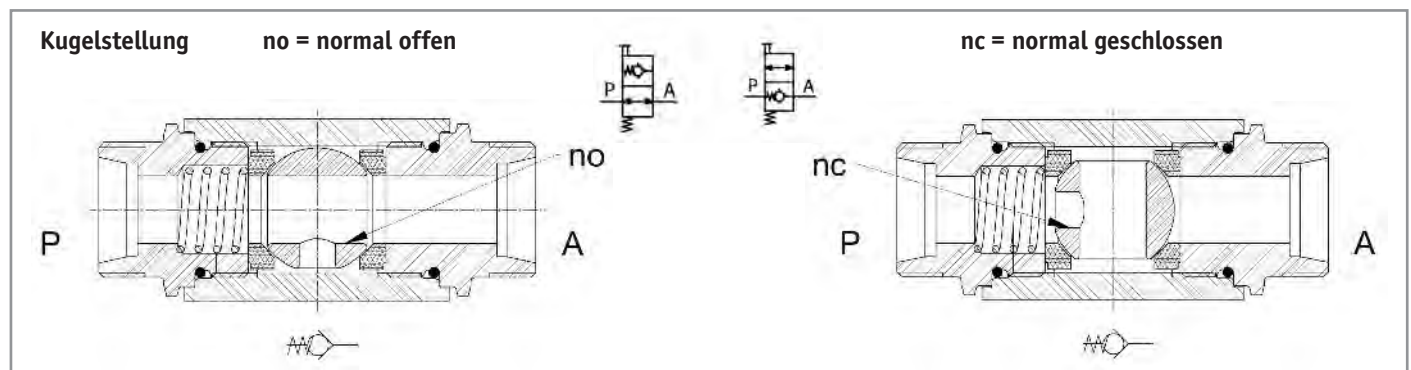 Kugelstellung no = normal offen nc = normal geschlossen
P A P A
no
nc
P A P A